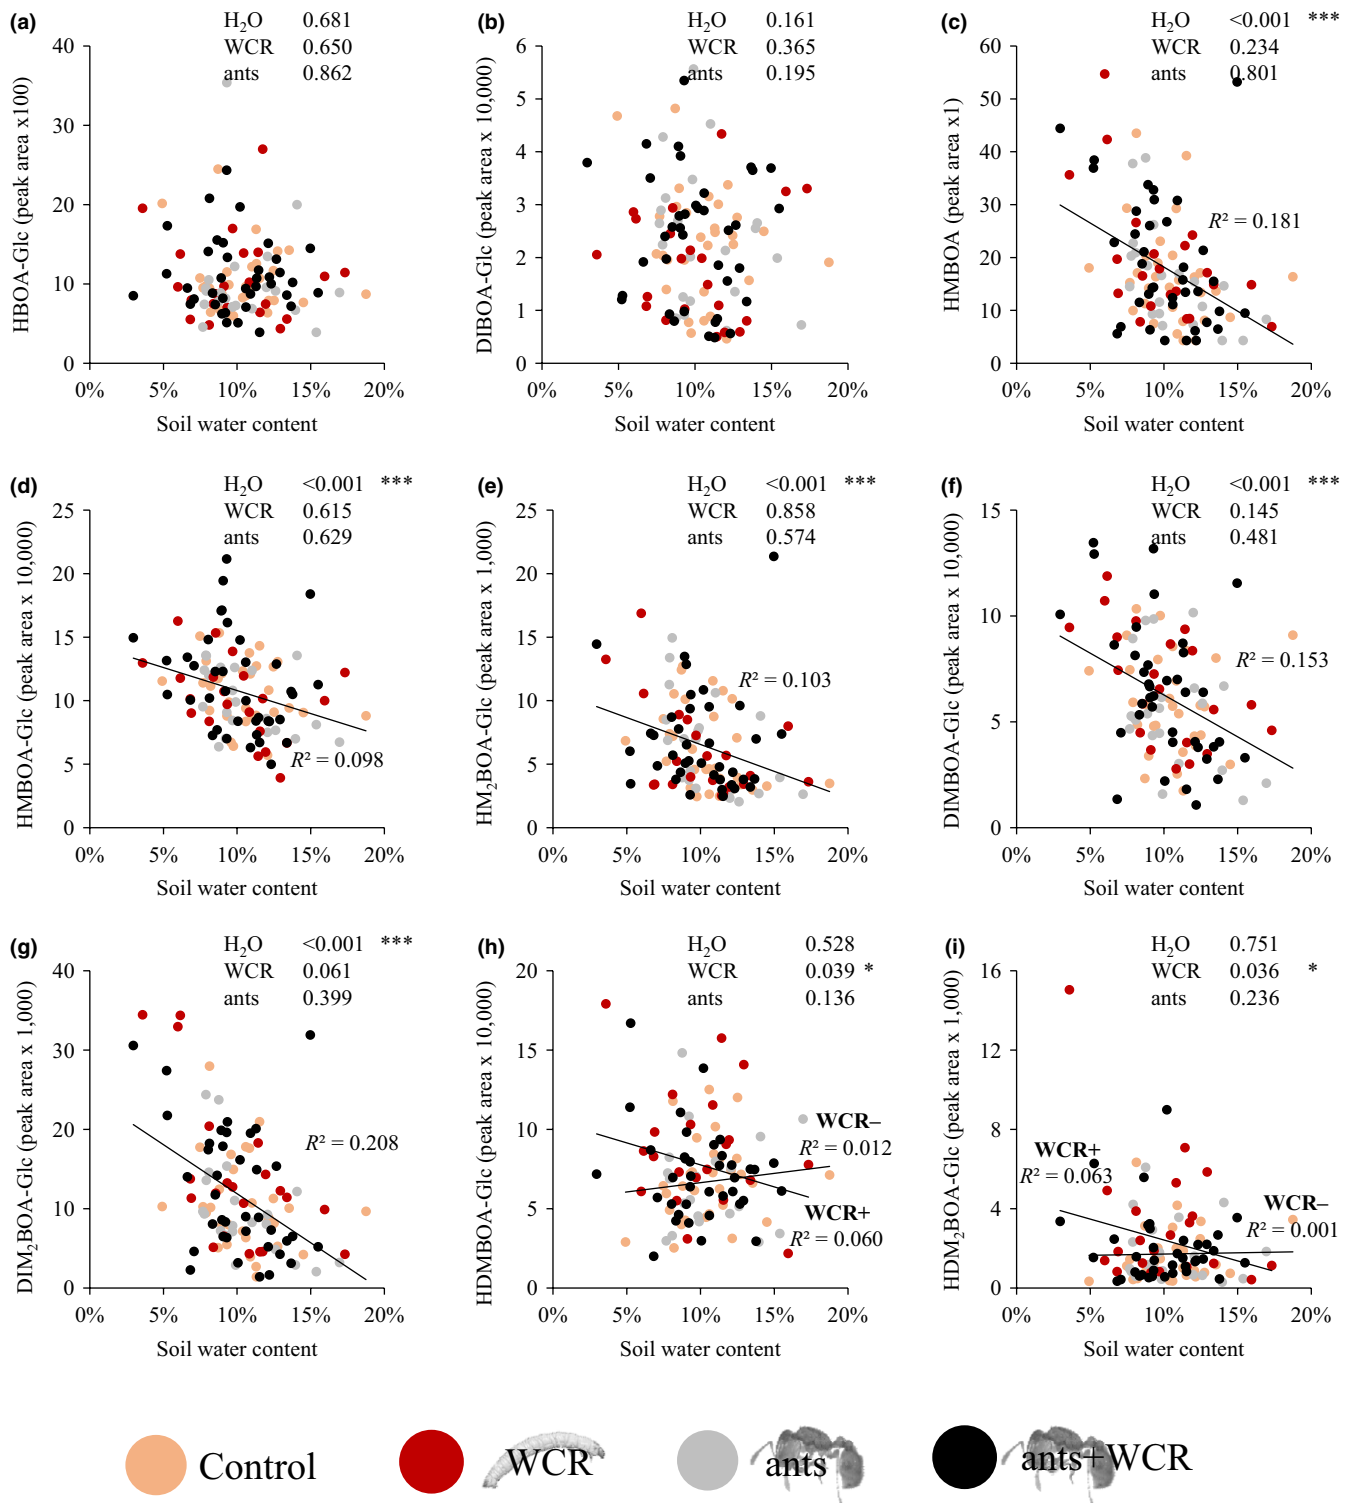 (a)
H2O 0.681
WCR 0.650
ants 0.862
HBOA-Glc (peak area x100)
40
30
20
10
0
0% 5% 10% 15% 20%
Soil water content
(b)
H2O 0.161
WCR 0.365
ants 0.195
DIBOA-Glc (peak area x 10,000)
6
5
4
3
2
1
0
0% 5% 10% 15% 20%
Soil water content
(c)
H2O <0.001 ***
WCR 0.234
ants 0.801
HMBOA (peak area x1)
60
50
40
30
20
10
0
R² = 0.181
0% 5% 10% 15% 20%
Soil water content
(d)
H2O <0.001 ***
WCR 0.615
ants 0.629
HMBOA-Glc (peak area x 10,000)
25
20
15
10
5
0
R² = 0.098
0% 5% 10% 15% 20%
Soil water content
(e)
H2O <0.001 ***
WCR 0.858
ants 0.574
HM2BOA-Glc (peak area x 1,000)
25
20
15
10
5
0
R² = 0.103
0% 5% 10% 15% 20%
Soil water content
(f)
H2O <0.001 ***
WCR 0.145
ants 0.481
DIMBOA-Glc (peak area x 10,000)
15
10
5
0
R² = 0.153
0% 5% 10% 15% 20%
Soil water content
(g)
H2O <0.001 ***
WCR 0.061
ants 0.399
DIM2BOA-Glc (peak area x 1,000)
40
30
20
10
0
R² = 0.208
0% 5% 10% 15% 20%
Soil water content
(h)
H2O 0.528
WCR 0.039 *
ants 0.136
HDMBOA-Glc (peak area x 10,000)
20
15
10
5
0
WCR–
R² = 0.012
WCR+
R² = 0.060
0% 5% 10% 15% 20%
Soil water content
(i)
H2O 0.751
WCR 0.036 *
ants 0.236
HDM2BOA-Glc (peak area x 1,000)
16
12
8
4
0
WCR+
R² = 0.063
WCR–
R² = 0.001
0% 5% 10% 15% 20%
Soil water content
Control WCR ants ants+WCR